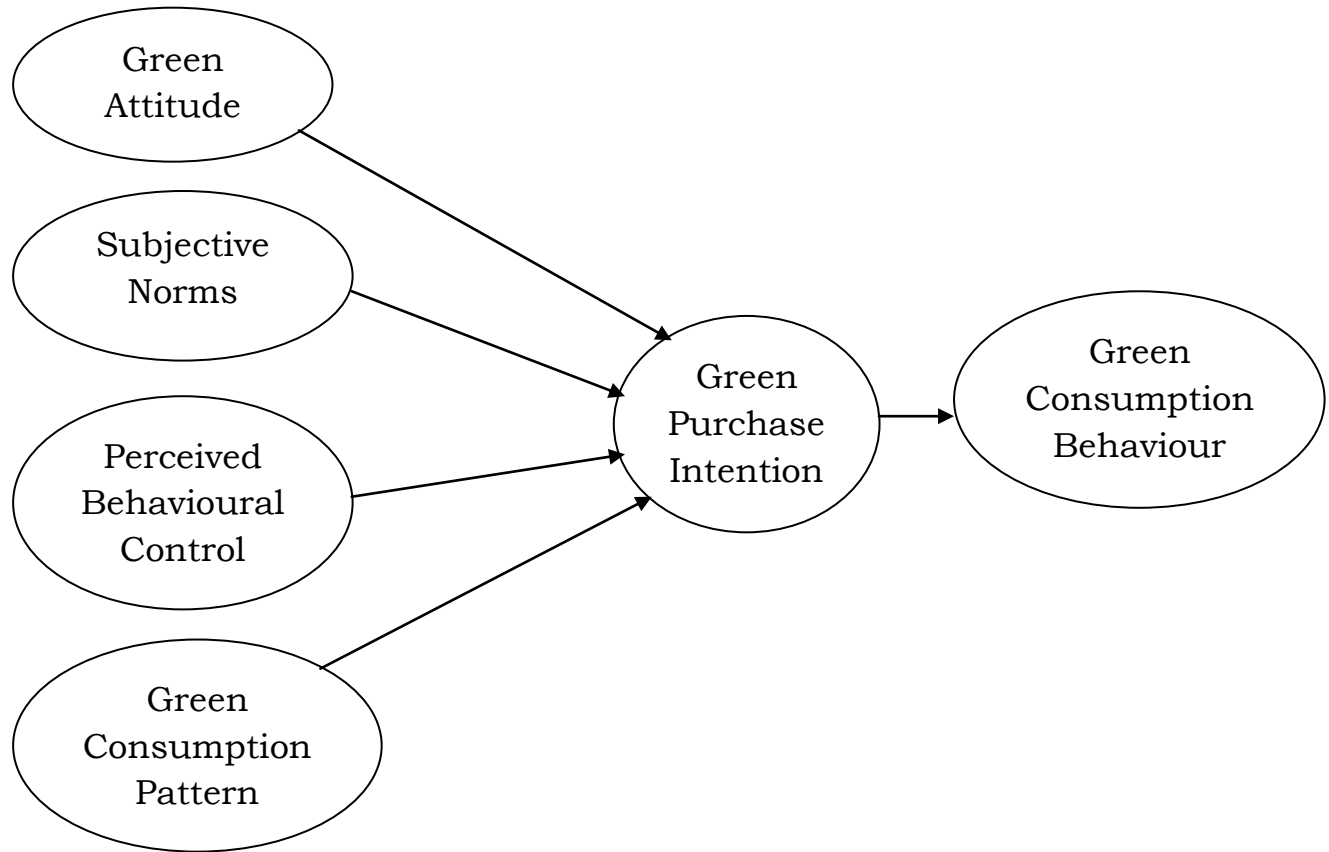 Green
Attitude
Subjective
Norms
Perceived
Behavioural
Control
Green
Consumption
Pattern
Green
Purchase
Intention
Green
Consumption
Behaviour